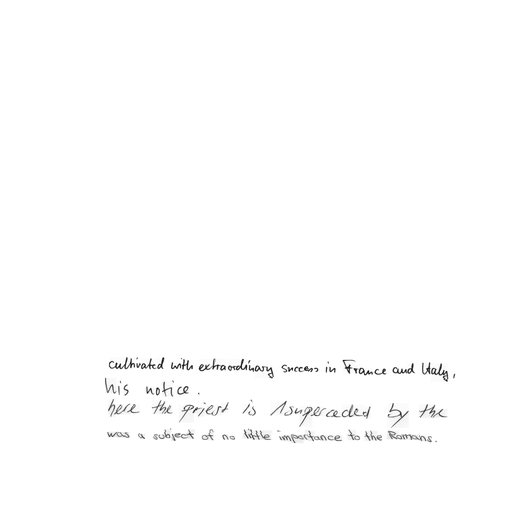 cultivated with extraordinary success in France and Italy,
his notice.
here the priest is superceded by the
was a subject of no little importance to the Romans.